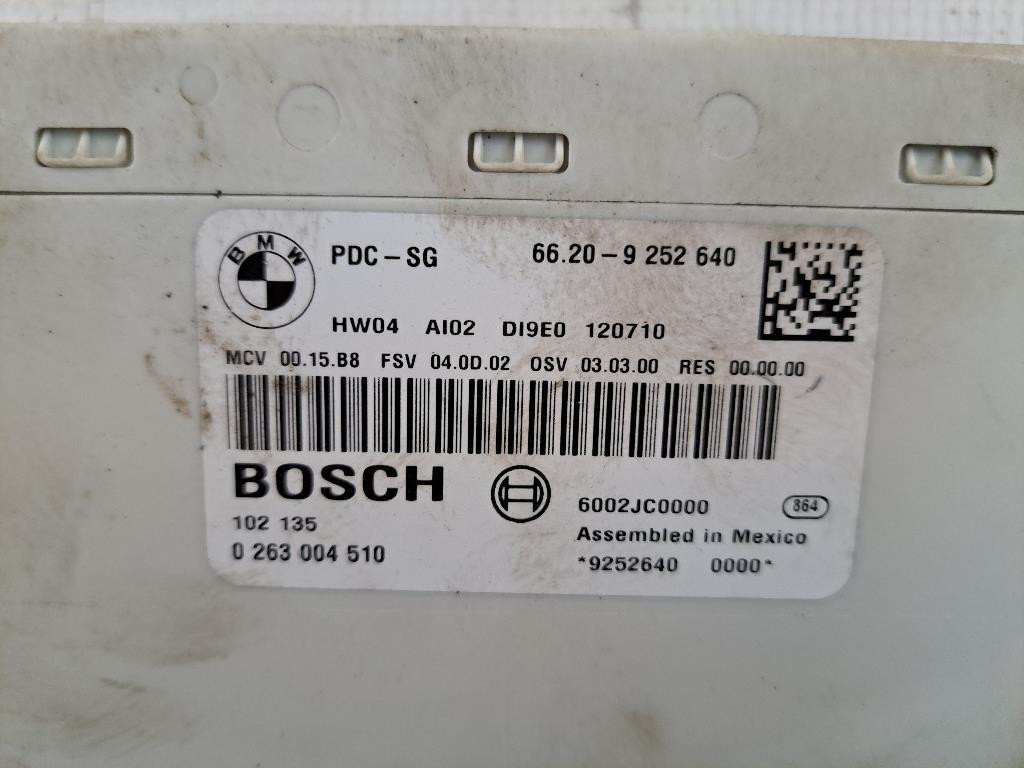 BMW
PDC-SG 66.20-9 252 640
HW04 AI02 DI9E0 120710
MCV 00.15.B8 FSV 04.0D.02 OSV 03.03.00 RES 00.00.00
BOSCH
6002JC0000 864
102 135 Assembled in Mexico
0 263 004 510 *9252640 0000*